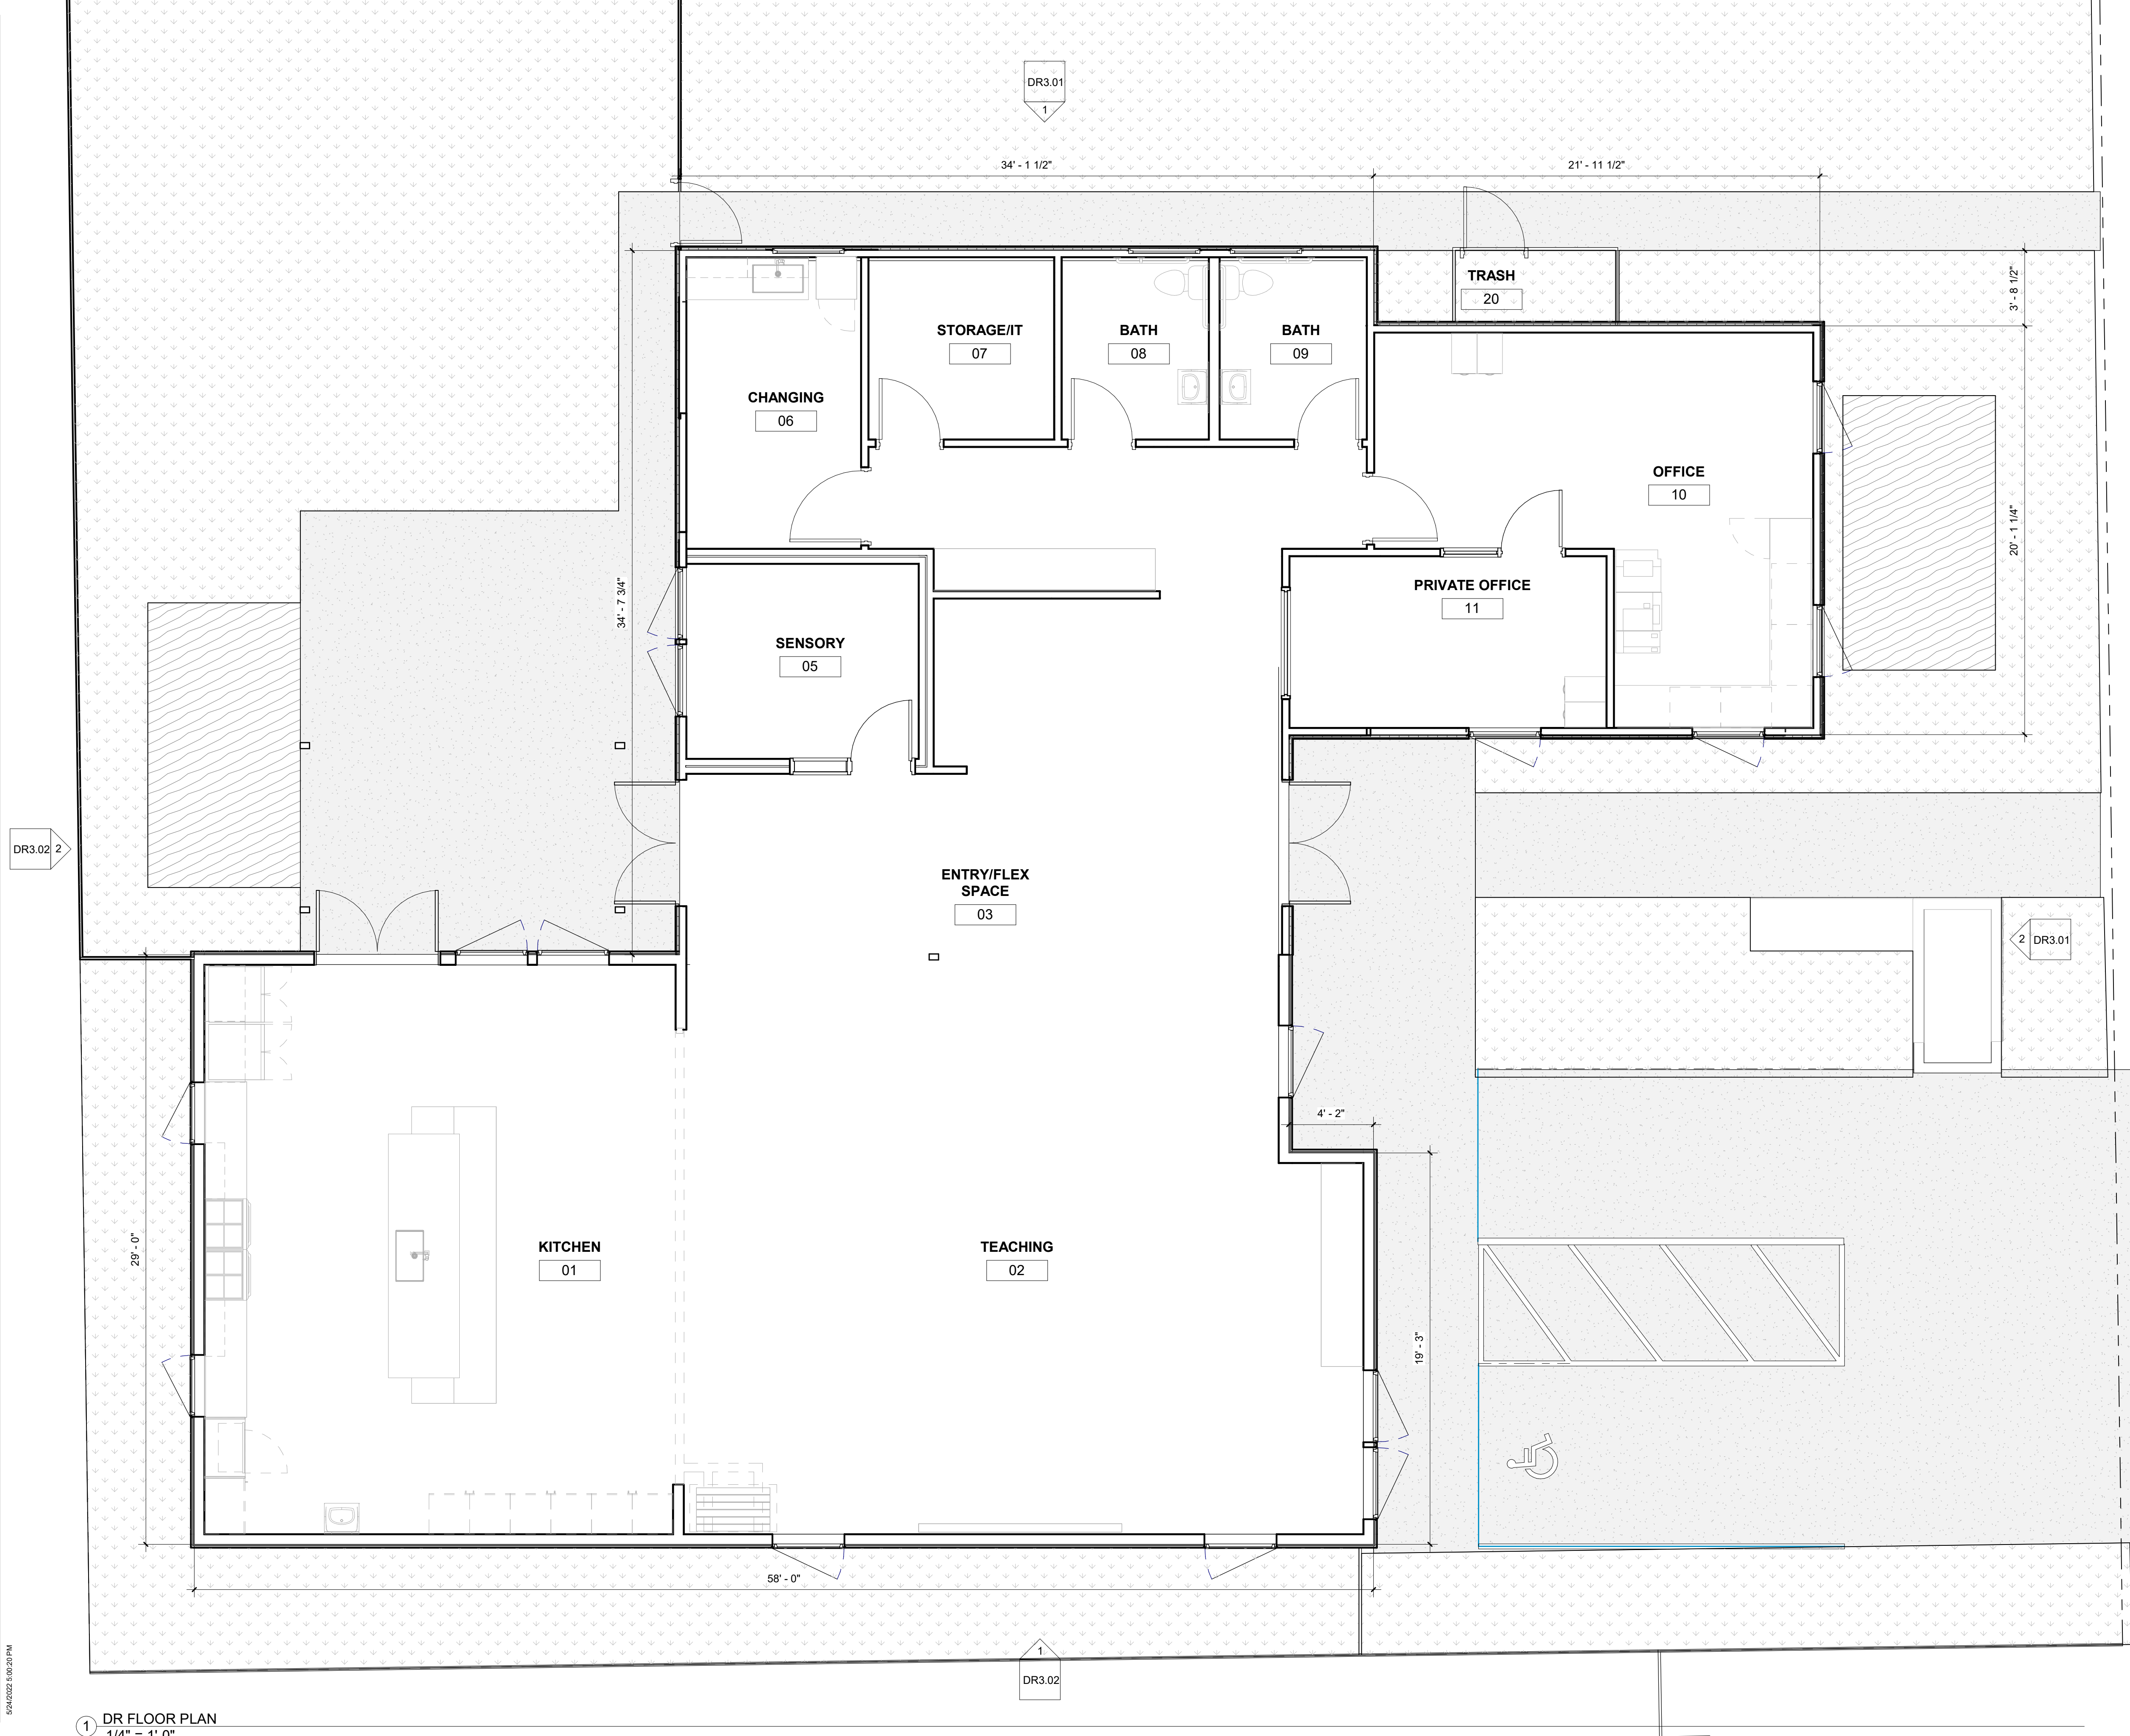 DR3.01
1
34' - 1 1/2"
21' - 11 1/2"
TRASH
20
3' - 8 1/2"
STORAGE/IT
07
BATH
08
BATH
09
CHANGING
06
OFFICE
10
20' - 1 1/4"
34' - 7 3/4"
PRIVATE OFFICE
11
SENSORY
05
DR3.02
2
ENTRY/FLEX
SPACE
03
2
DR3.01
4' - 2"
29' - 0"
KITCHEN
01
TEACHING
02
19' - 3"
58' - 0"
1
DR3.02
5/24/2022 5:00:20 PM
1
DR FLOOR PLAN
1/4" = 1'-0"